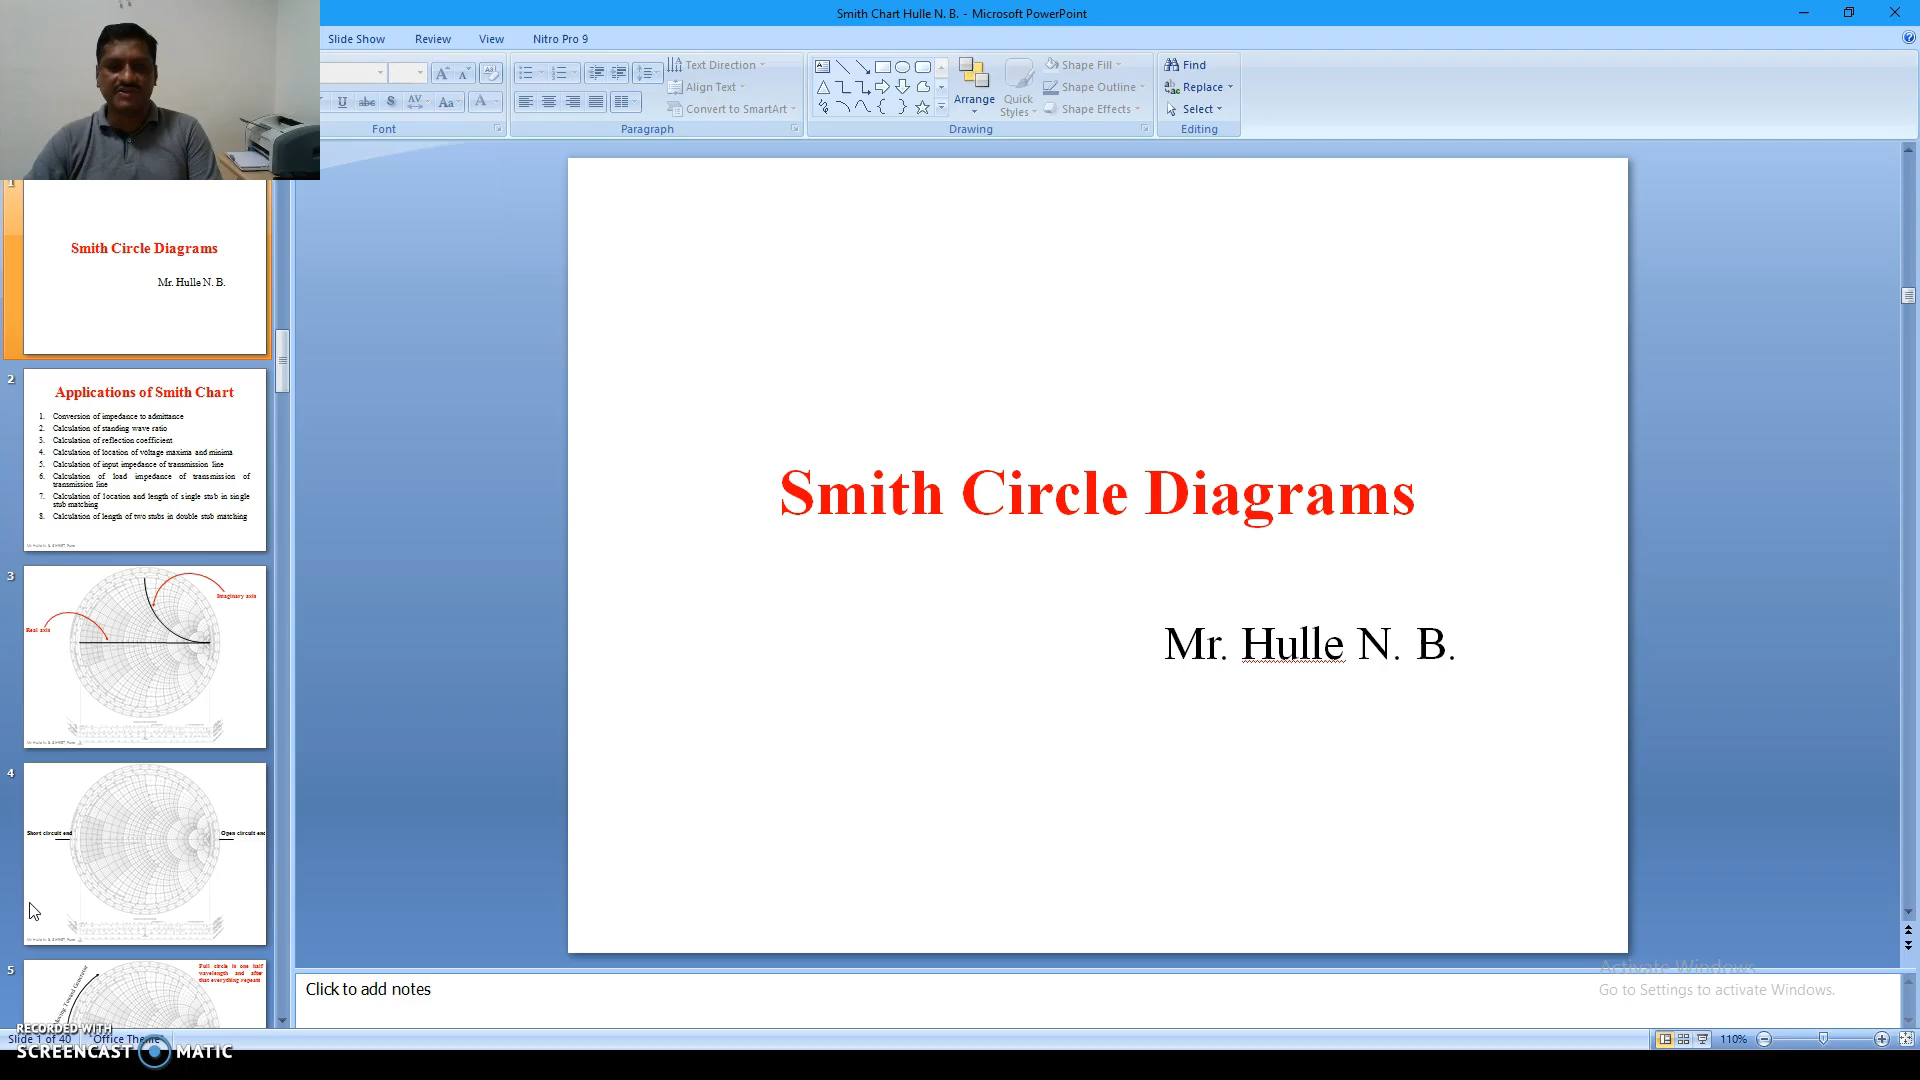 Smith Chart Hulle N. B. - Microsoft PowerPoint
Slide Show Review View Nitro Pro 9
Text Direction
Align Text
Convert to SmartArt
Arrange
Quick Styles
Shape Fill
Shape Outline
Shape Effects
Find
Replace
Select
Font Paragraph Drawing Editing
1
Smith Circle Diagrams
Mr. Hulle N. B.
2
Applications of Smith Chart
1. Conversion of impedance to admittance
2. Calculation of standing wave ratio
3. Calculation of reflection coefficient
4. Calculation of location of voltage maxima and minima
5. Calculation of input impedance of transmission line
6. Calculation of load impedance of transmission of
transmission line
7. Calculation of location and length of single stub in single
stub matching
8. Calculation of length of two stubs in double stub matching
3
Imaginary axis
Real axis
4
Short circuit end
Open circuit end
5
Full circle is one half
wavelength and after
that everything repeats
Moving Toward Generator
Smith Circle Diagrams
Mr. Hulle N. B.
Click to add notes
Activate Windows
Go to Settings to activate Windows.
Slide 1 of 40 "Office Theme"
110%
RECORDED WITH
SCREENCAST MATIC